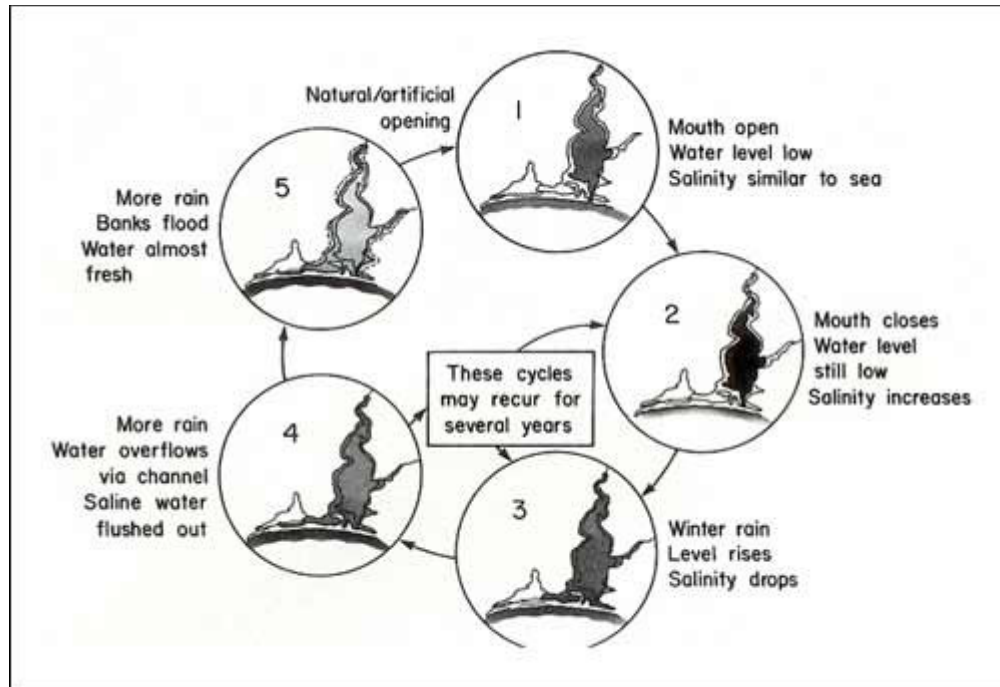 Natural/artificial
opening
1
Mouth open
Water level low
Salinity similar to sea
2
Mouth closes
Water level
still low
Salinity increases
3
Winter rain
Level rises
Salinity drops
4
More rain
Water overflows
via channel
Saline water
flushed out
5
More rain
Banks flood
Water almost
fresh
These cycles
may recur for
several years